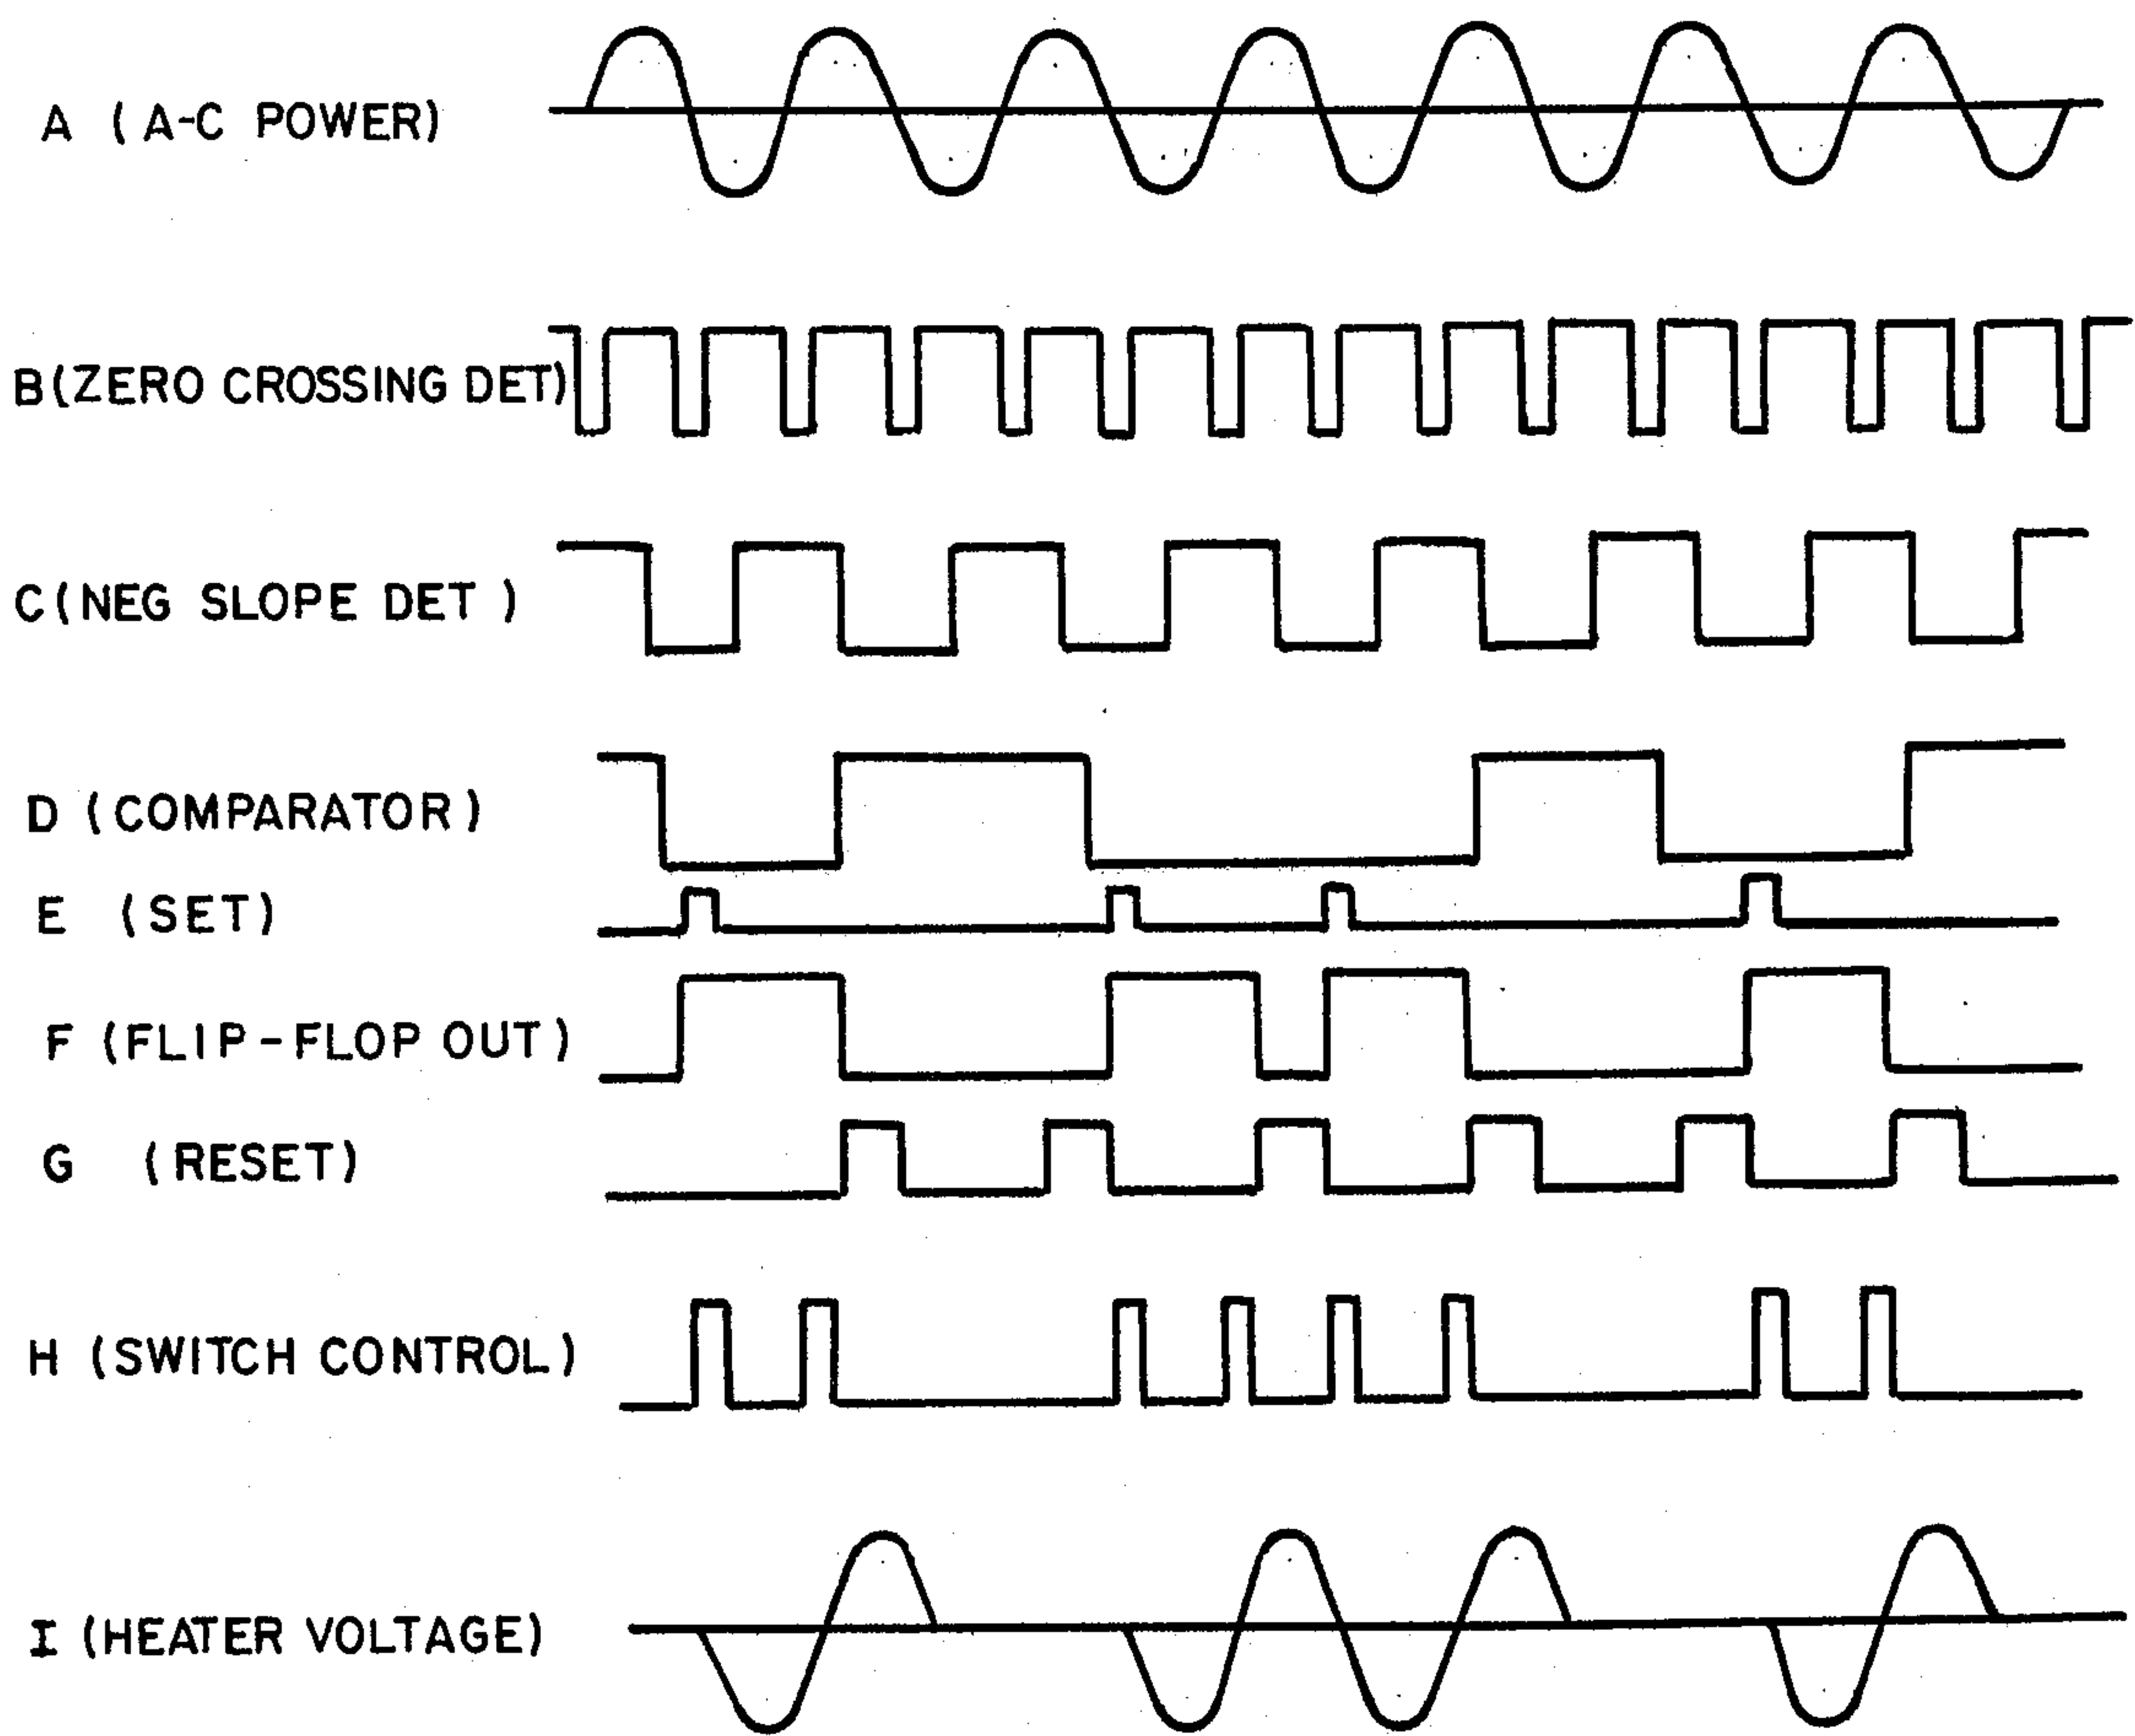 A (A-C POWER)
B(ZERO CROSSING DET)
C(NEG SLOPE DET )
D (COMPARATOR)
E (SET)
F (FLIP-FLOP OUT)
G (RESET)
H (SWITCH CONTROL)
I (HEATER VOLTAGE)